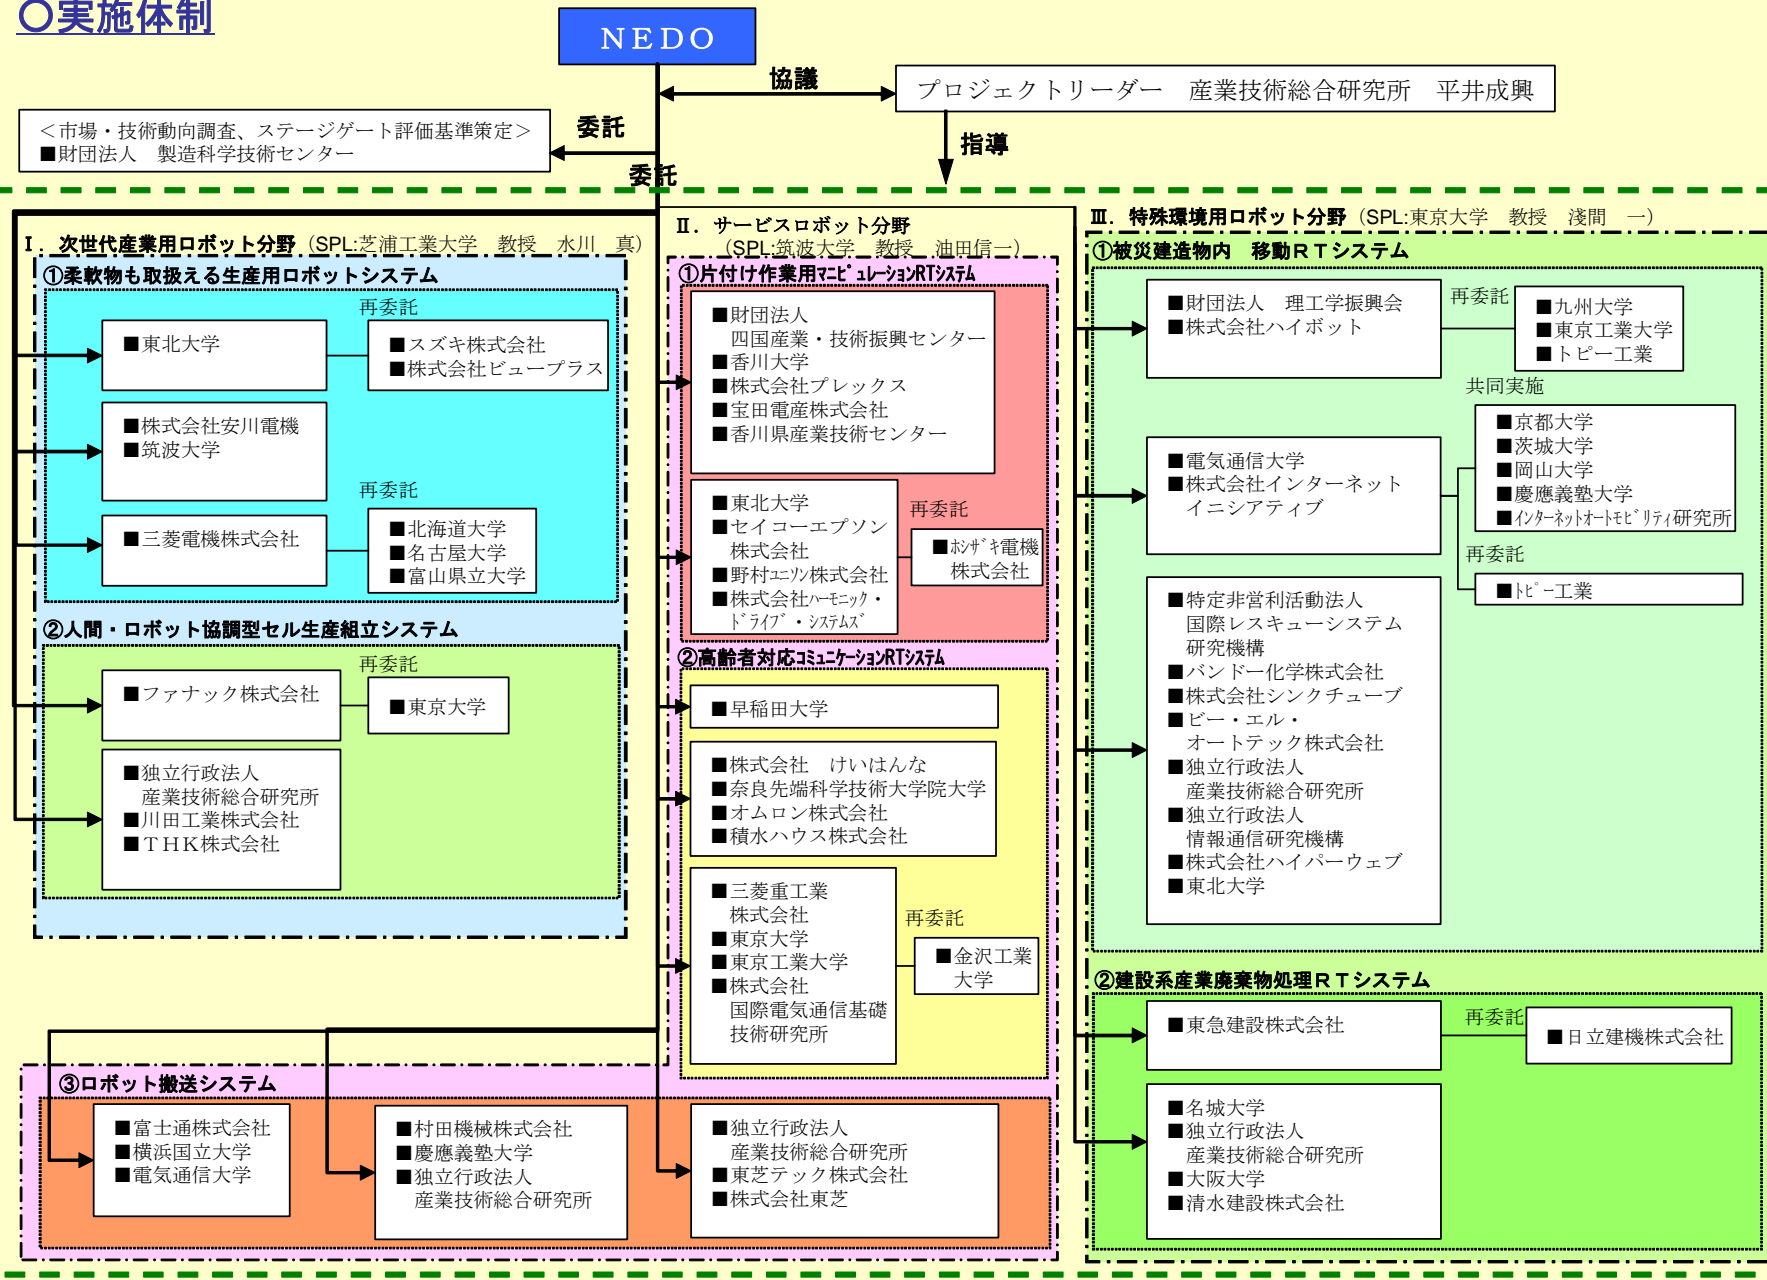 〇実施体制
ＮＥＤＯ
協議
プロジェクトリーダー　産業技術総合研究所　平井成興
＜市場・技術動向調査、ステージゲート評価基準策定＞
■財団法人　製造科学技術センター
委託
指導
委託
Ⅰ．次世代産業用ロボット分野（SPL:芝浦工業大学　教授　水川　真）
①柔軟物も取扱える生産用ロボットシステム
再委託
■東北大学
■スズキ株式会社
■株式会社ビュープラス
■株式会社安川電機
■筑波大学
再委託
■三菱電機株式会社
■北海道大学
■名古屋大学
■富山県立大学
②人間・ロボット協調型セル生産組立システム
再委託
■ファナック株式会社
■東京大学
■独立行政法人
産業技術総合研究所
■川田工業株式会社
■ＴＨＫ株式会社
Ⅱ．サービスロボット分野
（SPL:筑波大学　教授　油田信一）
①片付け作業用ﾏﾆﾋﾟｭﾚｰｼｮﾝRTｼｽﾃﾑ
■財団法人
四国産業・技術振興センター
■香川大学
■株式会社プレックス
■宝田電産株式会社
■香川県産業技術センター
■東北大学
■セイコーエプソン
株式会社
■野村ﾕﾆｿﾝ株式会社
■株式会社ﾊｰﾓﾆｯｸ・
ﾄﾞﾗｲﾌﾞ・ｼｽﾃﾑｽﾞ
再委託
■ﾎｼｻﾞｷ電機
株式会社
②高齢者対応ｺﾐｭﾆｹｰｼｮﾝRTｼｽﾃﾑ
■早稲田大学
■株式会社　けいはんな
■奈良先端科学技術大学院大学
■オムロン株式会社
■積水ハウス株式会社
■三菱重工業
株式会社
■東京大学
■東京工業大学
■株式会社
国際電気通信基礎
技術研究所
再委託
■金沢工業
大学
③ロボット搬送システム
■富士通株式会社
■横浜国立大学
■電気通信大学
■村田機械株式会社
■慶應義塾大学
■独立行政法人
産業技術総合研究所
■独立行政法人
産業技術総合研究所
■東芝テック株式会社
■株式会社東芝
Ⅲ．特殊環境用ロボット分野（SPL:東京大学　教授　淺間　一）
①被災建造物内　移動ＲＴシステム
■財団法人　理工学振興会
■株式会社ハイボット
再委託
■九州大学
■東京工業大学
■トピー工業
共同実施
■電気通信大学
■株式会社インターネット
イニシアティブ
■京都大学
■茨城大学
■岡山大学
■慶應義塾大学
■ｲﾝﾀｰﾈｯﾄｵｰﾄﾓﾋﾞﾘﾃｨ研究所
再委託
■ﾄﾋﾟｰ工業
■特定非営利活動法人
国際レスキューシステム
研究機構
■バンドー化学株式会社
■株式会社シンクチューブ
■ビー・エル・
オートテック株式会社
■独立行政法人
産業技術総合研究所
■独立行政法人
情報通信研究機構
■株式会社ハイパーウェブ
■東北大学
②建設系産業廃棄物処理ＲＴシステム
■東急建設株式会社
再委託
■日立建機株式会社
■名城大学
■独立行政法人
産業技術総合研究所
■大阪大学
■清水建設株式会社